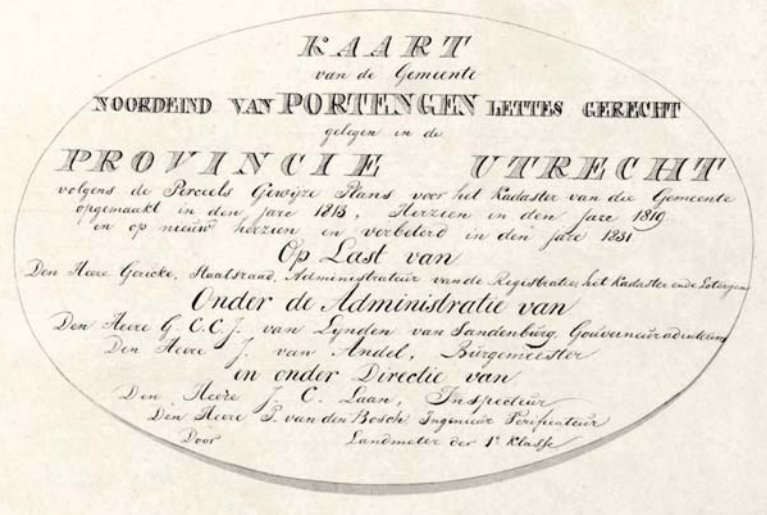 KAART
van de Gemeente
NOORDEIND VAN PORTENGEN LETTES GERECHT
gelegen in de
PROVINCIE UTRECHT
volgens de Perceels Gewijze Plans voor het Kadaster van die Gemeente
opgemaakt in den jare 1813, Herzien in den jare 1819
en op nieuw herzien en verbeterd in den jare 1831
Op Last van
Den Heere Gericke, Staatsraad, Administrateur van de Registratie, het Kadaster ende Loterijen
Onder de Administratie van
Den Heere G. C.C.J. van Lynden van Sandenburg, Gouverneur adinterim
Den Heere J. van Andel, Burgemeester
en onder Directie van
Den Heere J. C. Laan, Inspecteur
Den Heere P. van den Bosch Ingenieur Verificateur
Door Landmeter der 1e Klasse